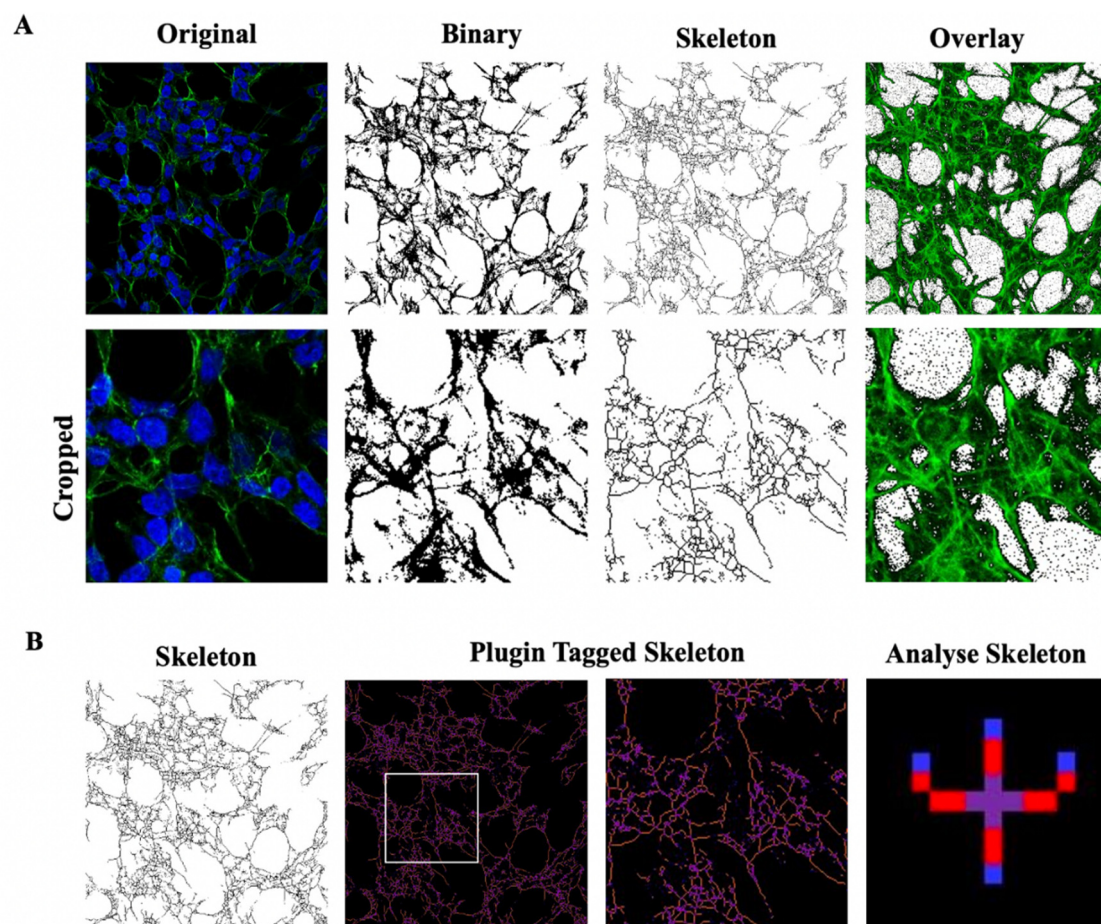 A
Original Binary Skeleton Overlay
Cropped
B
Skeleton Plugin Tagged Skeleton Analyse Skeleton